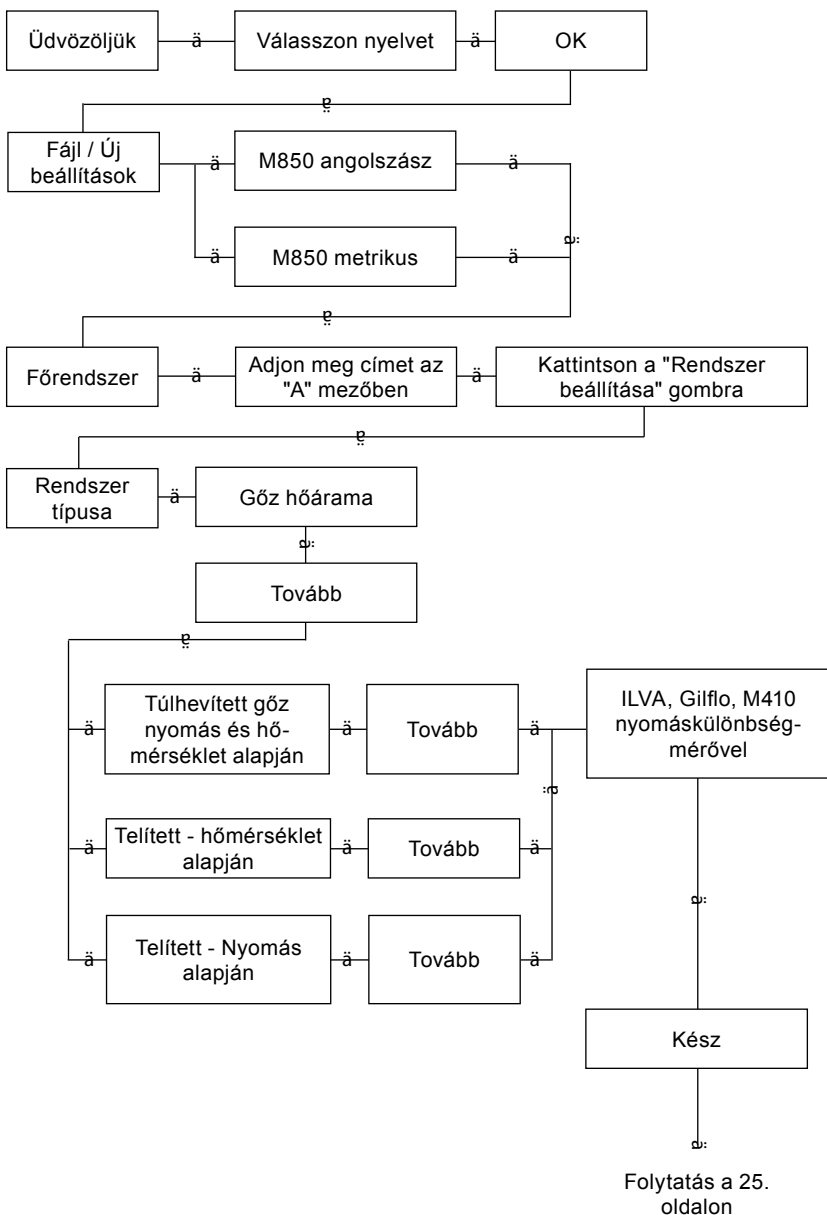 Üdvözöljük ä Válasszon nyelvet ä OK
ä
Fájl / Új
beállítások
ä M850 angolszász ä
ä
ä M850 metrikus ä
ä
Főrendszer ä
Adjon meg címet az
"A" mezőben
ä
Kattintson a "Rendszer
beállítása" gombra
ä
Rendszer
típusa
ä Gőz hőárama
ä
Tovább
ä
ä
Túlhevített gőz
nyomás és hő-
mérséklet alapján
ä Tovább ä
ILVA, Gilflo, M410
nyomáskülönbség-
mérővel
ä
ä
Telített - hőmérséklet
alapján
ä Tovább ä
ä
ä
Telített - Nyomás
alapján
ä Tovább ä
Kész
ä
Folytatás a 25.
oldalon